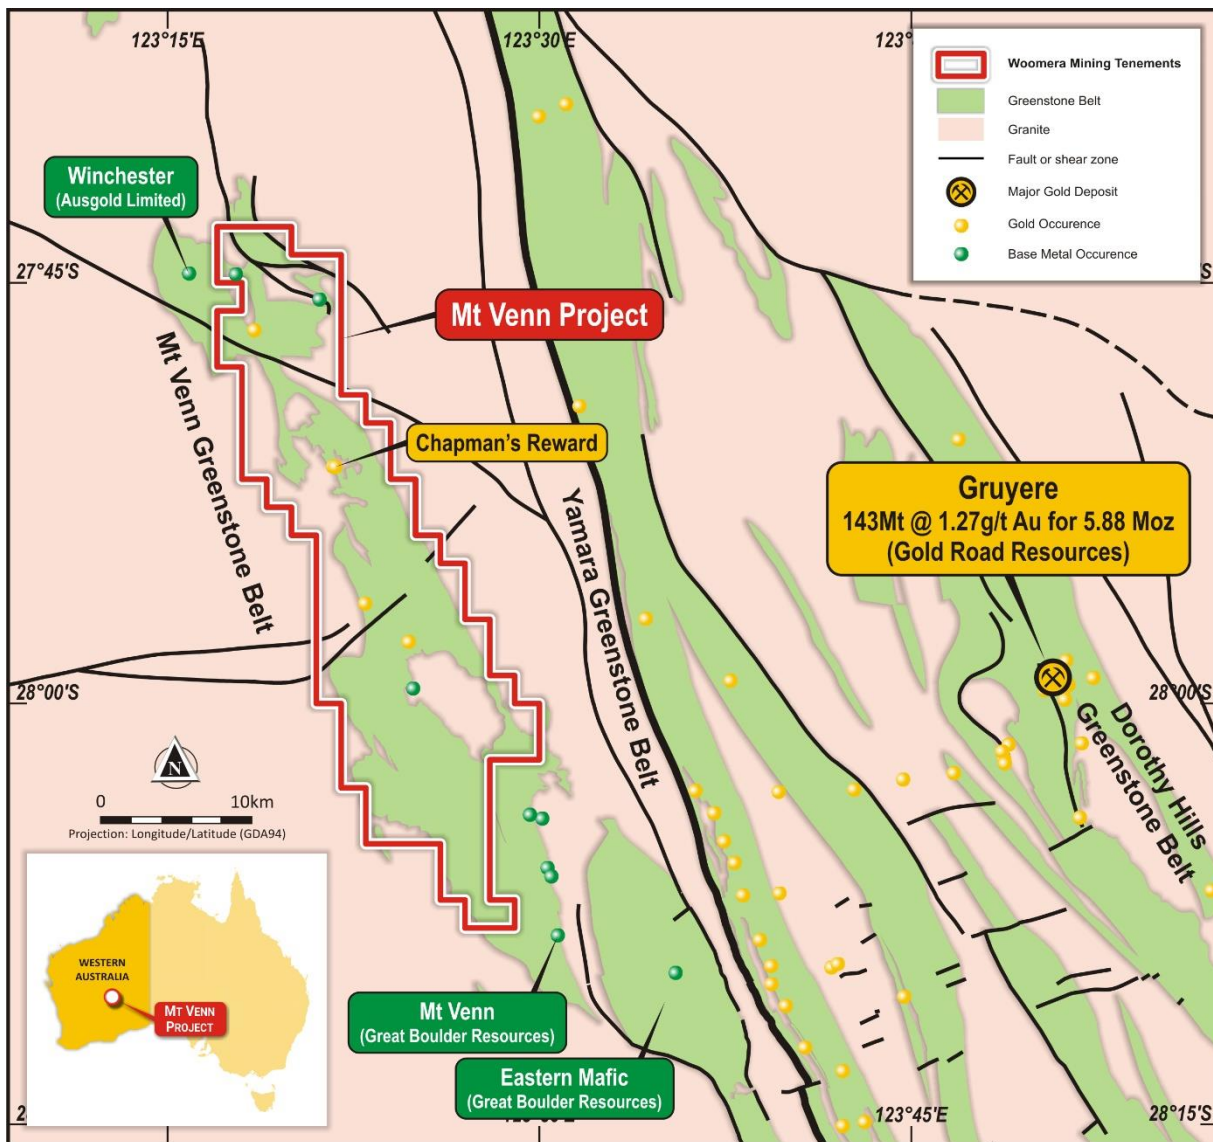 123°15'E
123°30'E
123°
Woomera Mining Tenements
Greenstone Belt
Granite
Fault or shear zone
Major Gold Deposit
Gold Occurence
Base Metal Occurence
Winchester
(Ausgold Limited)
27°45'S
S
Mt Venn Project
Mt Venn Greenstone Belt
Chapman's Reward
Yamara Greenstone Belt
Gruyere
143Mt @ 1.27g/t Au for 5.88 Moz
(Gold Road Resources)
28°00'S
28°00'S
Dorothy Hills
Greenstone Belt
N
0 10km
Projection: Longitude/Latitude (GDA94)
WESTERN
AUSTRALIA
MT VENN
PROJECT
Mt Venn
(Great Boulder Resources)
Eastern Mafic
(Great Boulder Resources)
2
123°45'E
28°15'S